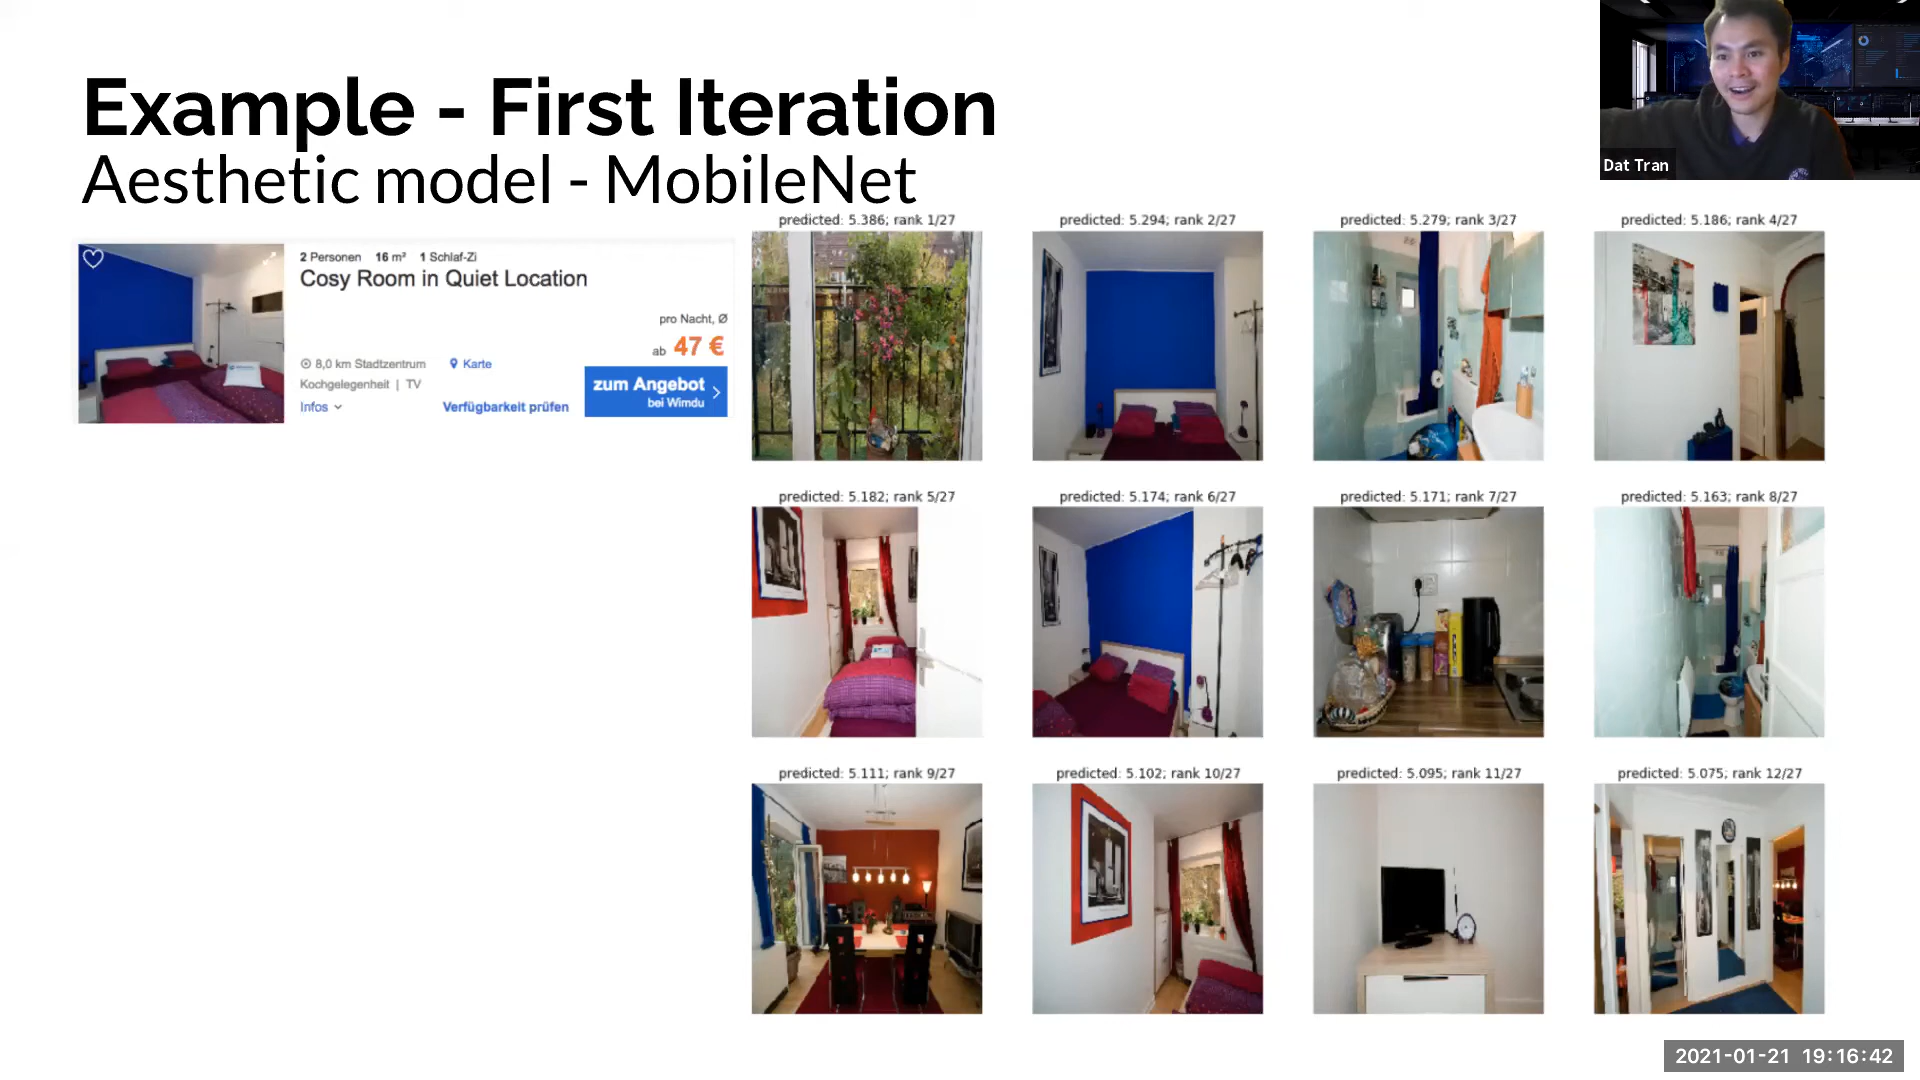 Example - First Iteration
Aesthetic model - MobileNet
Dat Tran
2 Personen 16 m² 1 Schlaf-Zi
Cosy Room in Quiet Location
pro Nacht, Ø
ab 47 €
8,0 km Stadtzentrum Karte
Kochgelegenheit | TV
Infos
Verfügbarkeit prüfen
zum Angebot
bei Wimdu
predicted: 5.386; rank 1/27
predicted: 5.294; rank 2/27
predicted: 5.279; rank 3/27
predicted: 5.186; rank 4/27
predicted: 5.182; rank 5/27
predicted: 5.174; rank 6/27
predicted: 5.171; rank 7/27
predicted: 5.163; rank 8/27
predicted: 5.111; rank 9/27
predicted: 5.102; rank 10/27
predicted: 5.095; rank 11/27
predicted: 5.075; rank 12/27
2021-01-21 19:16:42